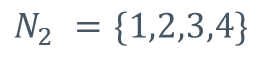 N₂ = {1,2,3,4}